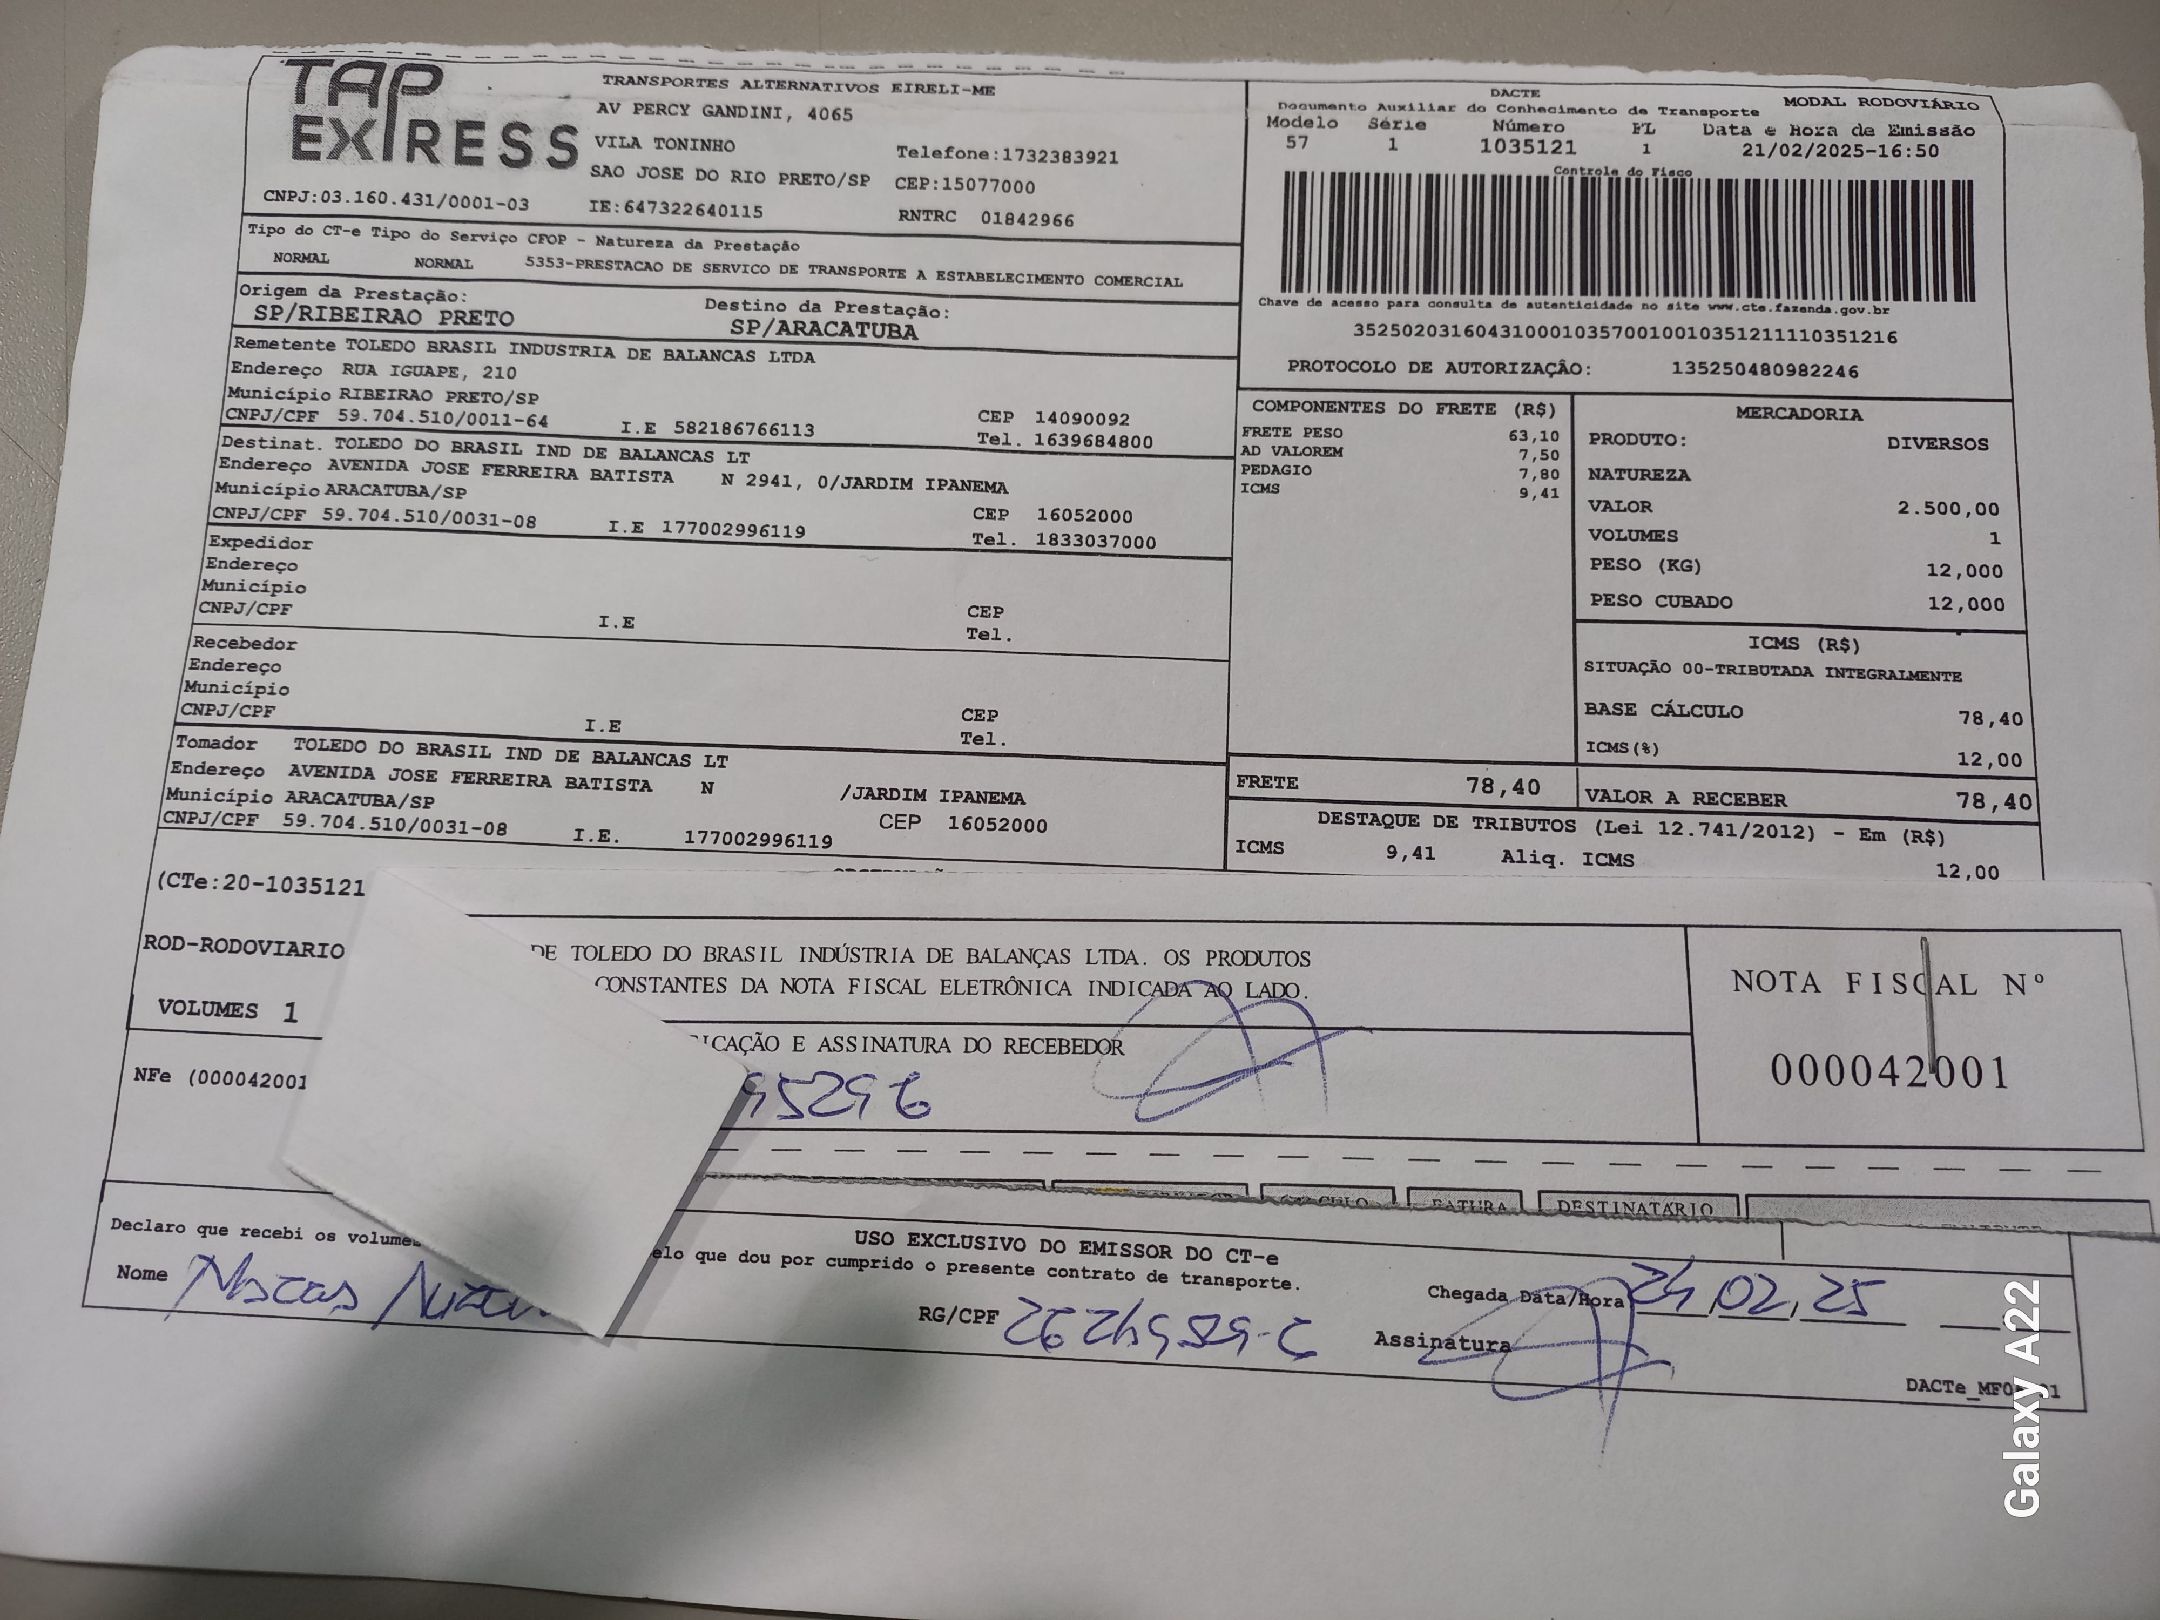 TAP EXPRESS
TRANSPORTES ALTERNATIVOS EIRELI-ME
AV PERCY GANDINI, 4065
VILA TONINHO Telefone:1732383921
SAO JOSE DO RIO PRETO/SP CEP:15077000
CNPJ:03.160.431/0001-03 IE:647322640115 RNTRC 01842966
DACTE MODAL RODOVIÁRIO
Documento Auxiliar do Conhecimento de Transporte
Modelo Série Número FL Data e Hora de Emissão
57 1 1035121 1 21/02/2025-16:50
Controle do Fisco
Chave de acesso para consulta de autenticidade no site www.cte.fazenda.gov.br
35250203160431000103570010010351211110351216
PROTOCOLO DE AUTORIZAÇÂO: 135250480982246
Tipo do CT-e Tipo do Serviço CFOP - Natureza da Prestação
NORMAL NORMAL 5353-PRESTACAO DE SERVICO DE TRANSPORTE A ESTABELECIMENTO COMERCIAL
Origem da Prestação: Destino da Prestação:
SP/RIBEIRAO PRETO SP/ARACATUBA
Remetente TOLEDO BRASIL INDUSTRIA DE BALANCAS LTDA
Endereço RUA IGUAPE, 210
Município RIBEIRAO PRETO/SP CEP 14090092
CNPJ/CPF 59.704.510/0011-64 I.E 582186766113 Tel. 1639684800
Destinat. TOLEDO DO BRASIL IND DE BALANCAS LT
Endereço AVENIDA JOSE FERREIRA BATISTA N 2941, 0/JARDIM IPANEMA
Município ARACATUBA/SP CEP 16052000
CNPJ/CPF 59.704.510/0031-08 I.E 177002996119 Tel. 1833037000
Expedidor
Endereço
Município CEP
CNPJ/CPF I.E Tel.
Recebedor
Endereço
Município CEP
CNPJ/CPF I.E Tel.
Tomador TOLEDO DO BRASIL IND DE BALANCAS LT
Endereço AVENIDA JOSE FERREIRA BATISTA N /JARDIM IPANEMA
Município ARACATUBA/SP CEP 16052000
CNPJ/CPF 59.704.510/0031-08 I.E. 177002996119
COMPONENTES DO FRETE (R$)
FRETE PESO 63,10
AD VALOREM 7,50
PEDAGIO 7,80
ICMS 9,41
MERCADORIA
PRODUTO: DIVERSOS
NATUREZA
VALOR 2.500,00
VOLUMES 1
PESO (KG) 12,000
PESO CUBADO 12,000
ICMS (R$)
SITUAÇÃO 00-TRIBUTADA INTEGRALMENTE
BASE CÁLCULO 78,40
ICMS(%) 12,00
FRETE 78,40 VALOR A RECEBER 78,40
DESTAQUE DE TRIBUTOS (Lei 12.741/2012) - Em (R$)
ICMS 9,41 Aliq. ICMS 12,00
(CTe:20-1035121
ROD-RODOVIARIO
VOLUMES 1
NFe (000042001
DE TOLEDO DO BRASIL INDÚSTRIA DE BALANÇAS LTDA. OS PRODUTOS
CONSTANTES DA NOTA FISCAL ELETRÔNICA INDICADA AO LADO.
ICAÇÃO E ASSINATURA DO RECEBEDOR
NOTA FISCAL Nº
000042001
FATURA DESTINATÁRIO
USO EXCLUSIVO DO EMISSOR DO CT-e
Declaro que recebi os volumes elo que dou por cumprido o presente contrato de transporte.
Nome RG/CPF Chegada Data/Hora 24 02 25
Assinatura
DACTe_MF0
Galaxy A22